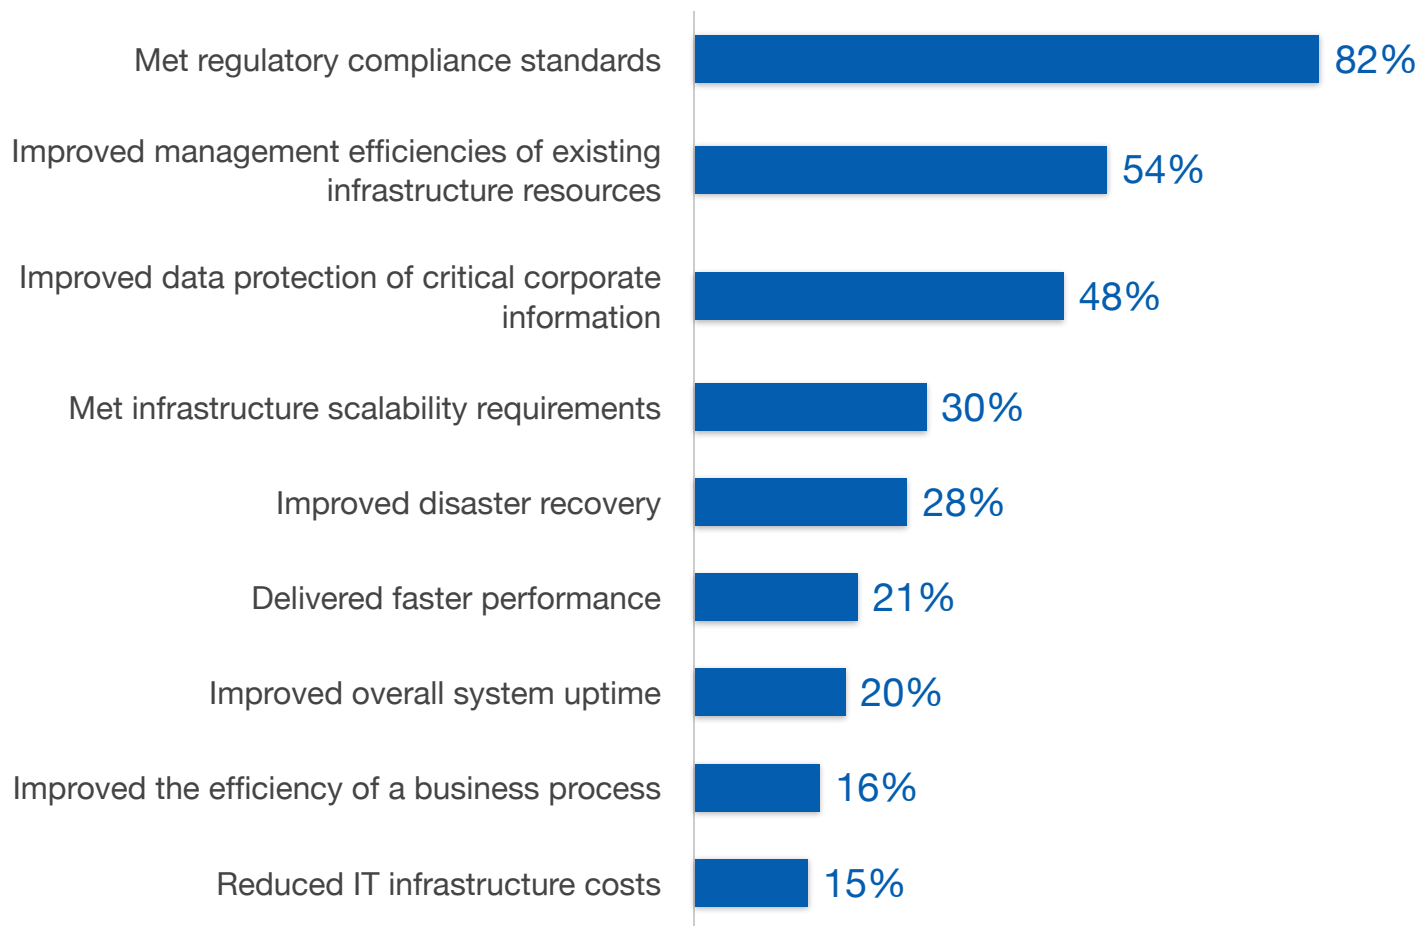 Met regulatory compliance standards
82%
Improved management efficiencies of existing
infrastructure resources
54%
Improved data protection of critical corporate
information
48%
Met infrastructure scalability requirements
30%
Improved disaster recovery
28%
Delivered faster performance
21%
Improved overall system uptime
20%
Improved the efficiency of a business process
16%
Reduced IT infrastructure costs
15%